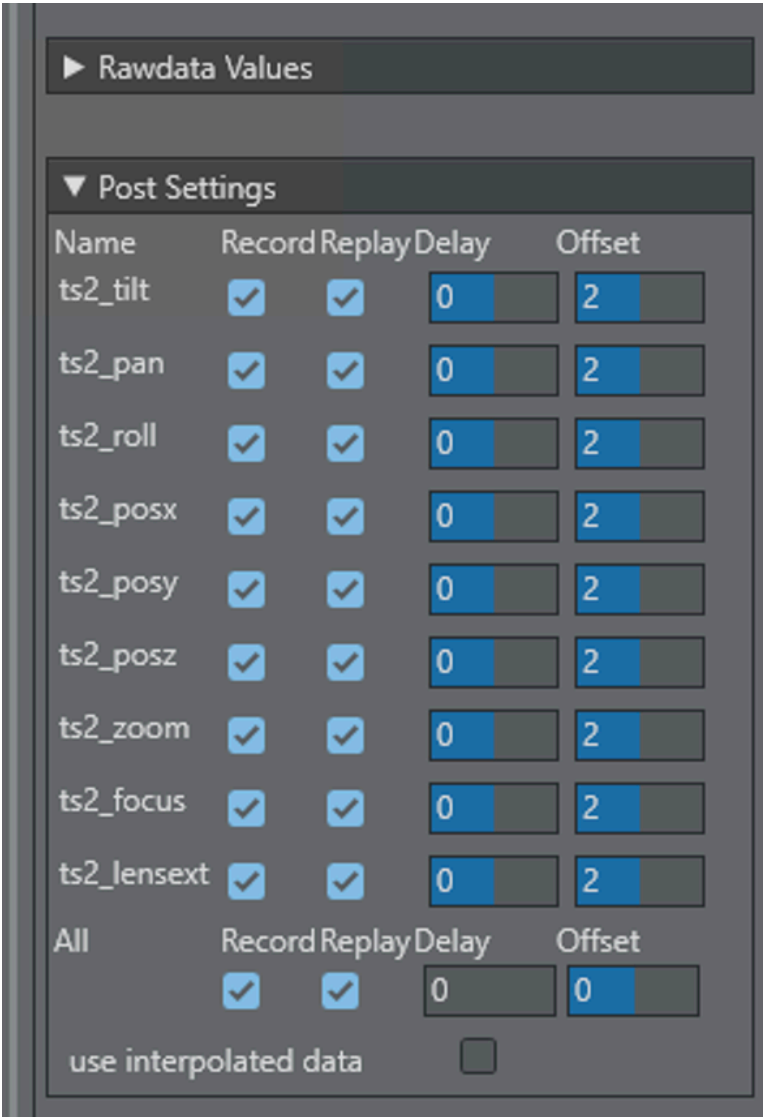 Rawdata Values
Post Settings
Name Record Replay Delay Offset
ts2_tilt 0 2
ts2_pan 0 2
ts2_roll 0 2
ts2_posx 0 2
ts2_posy 0 2
ts2_posz 0 2
ts2_zoom 0 2
ts2_focus 0 2
ts2_lensext 0 2
All Record Replay Delay Offset
0 0
use interpolated data